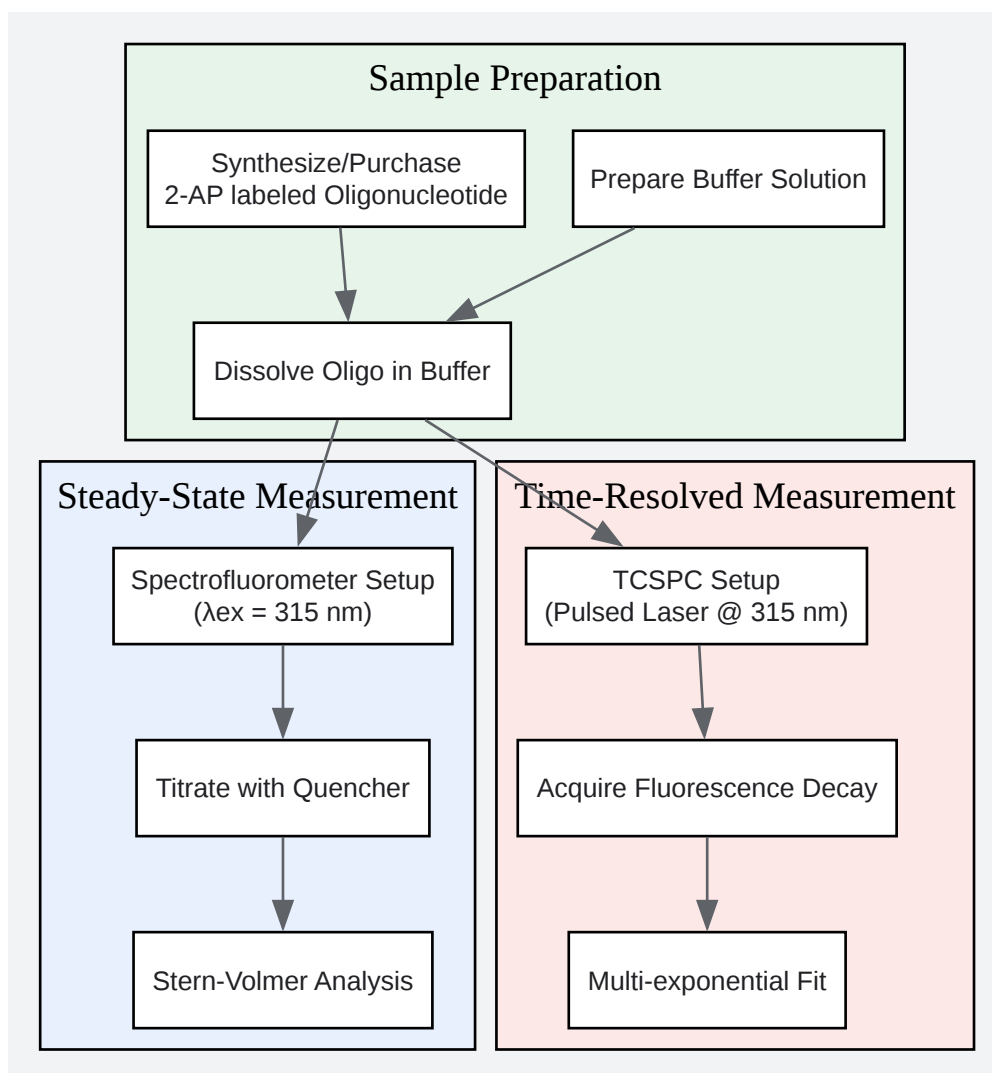 Sample Preparation
Synthesize/Purchase
2-AP labeled Oligonucleotide
Prepare Buffer Solution
Dissolve Oligo in Buffer
Steady-State Measurement
Spectrofluorometer Setup
(λex = 315 nm)
Titrate with Quencher
Stern-Volmer Analysis
Time-Resolved Measurement
TCSPC Setup
(Pulsed Laser @ 315 nm)
Acquire Fluorescence Decay
Multi-exponential Fit